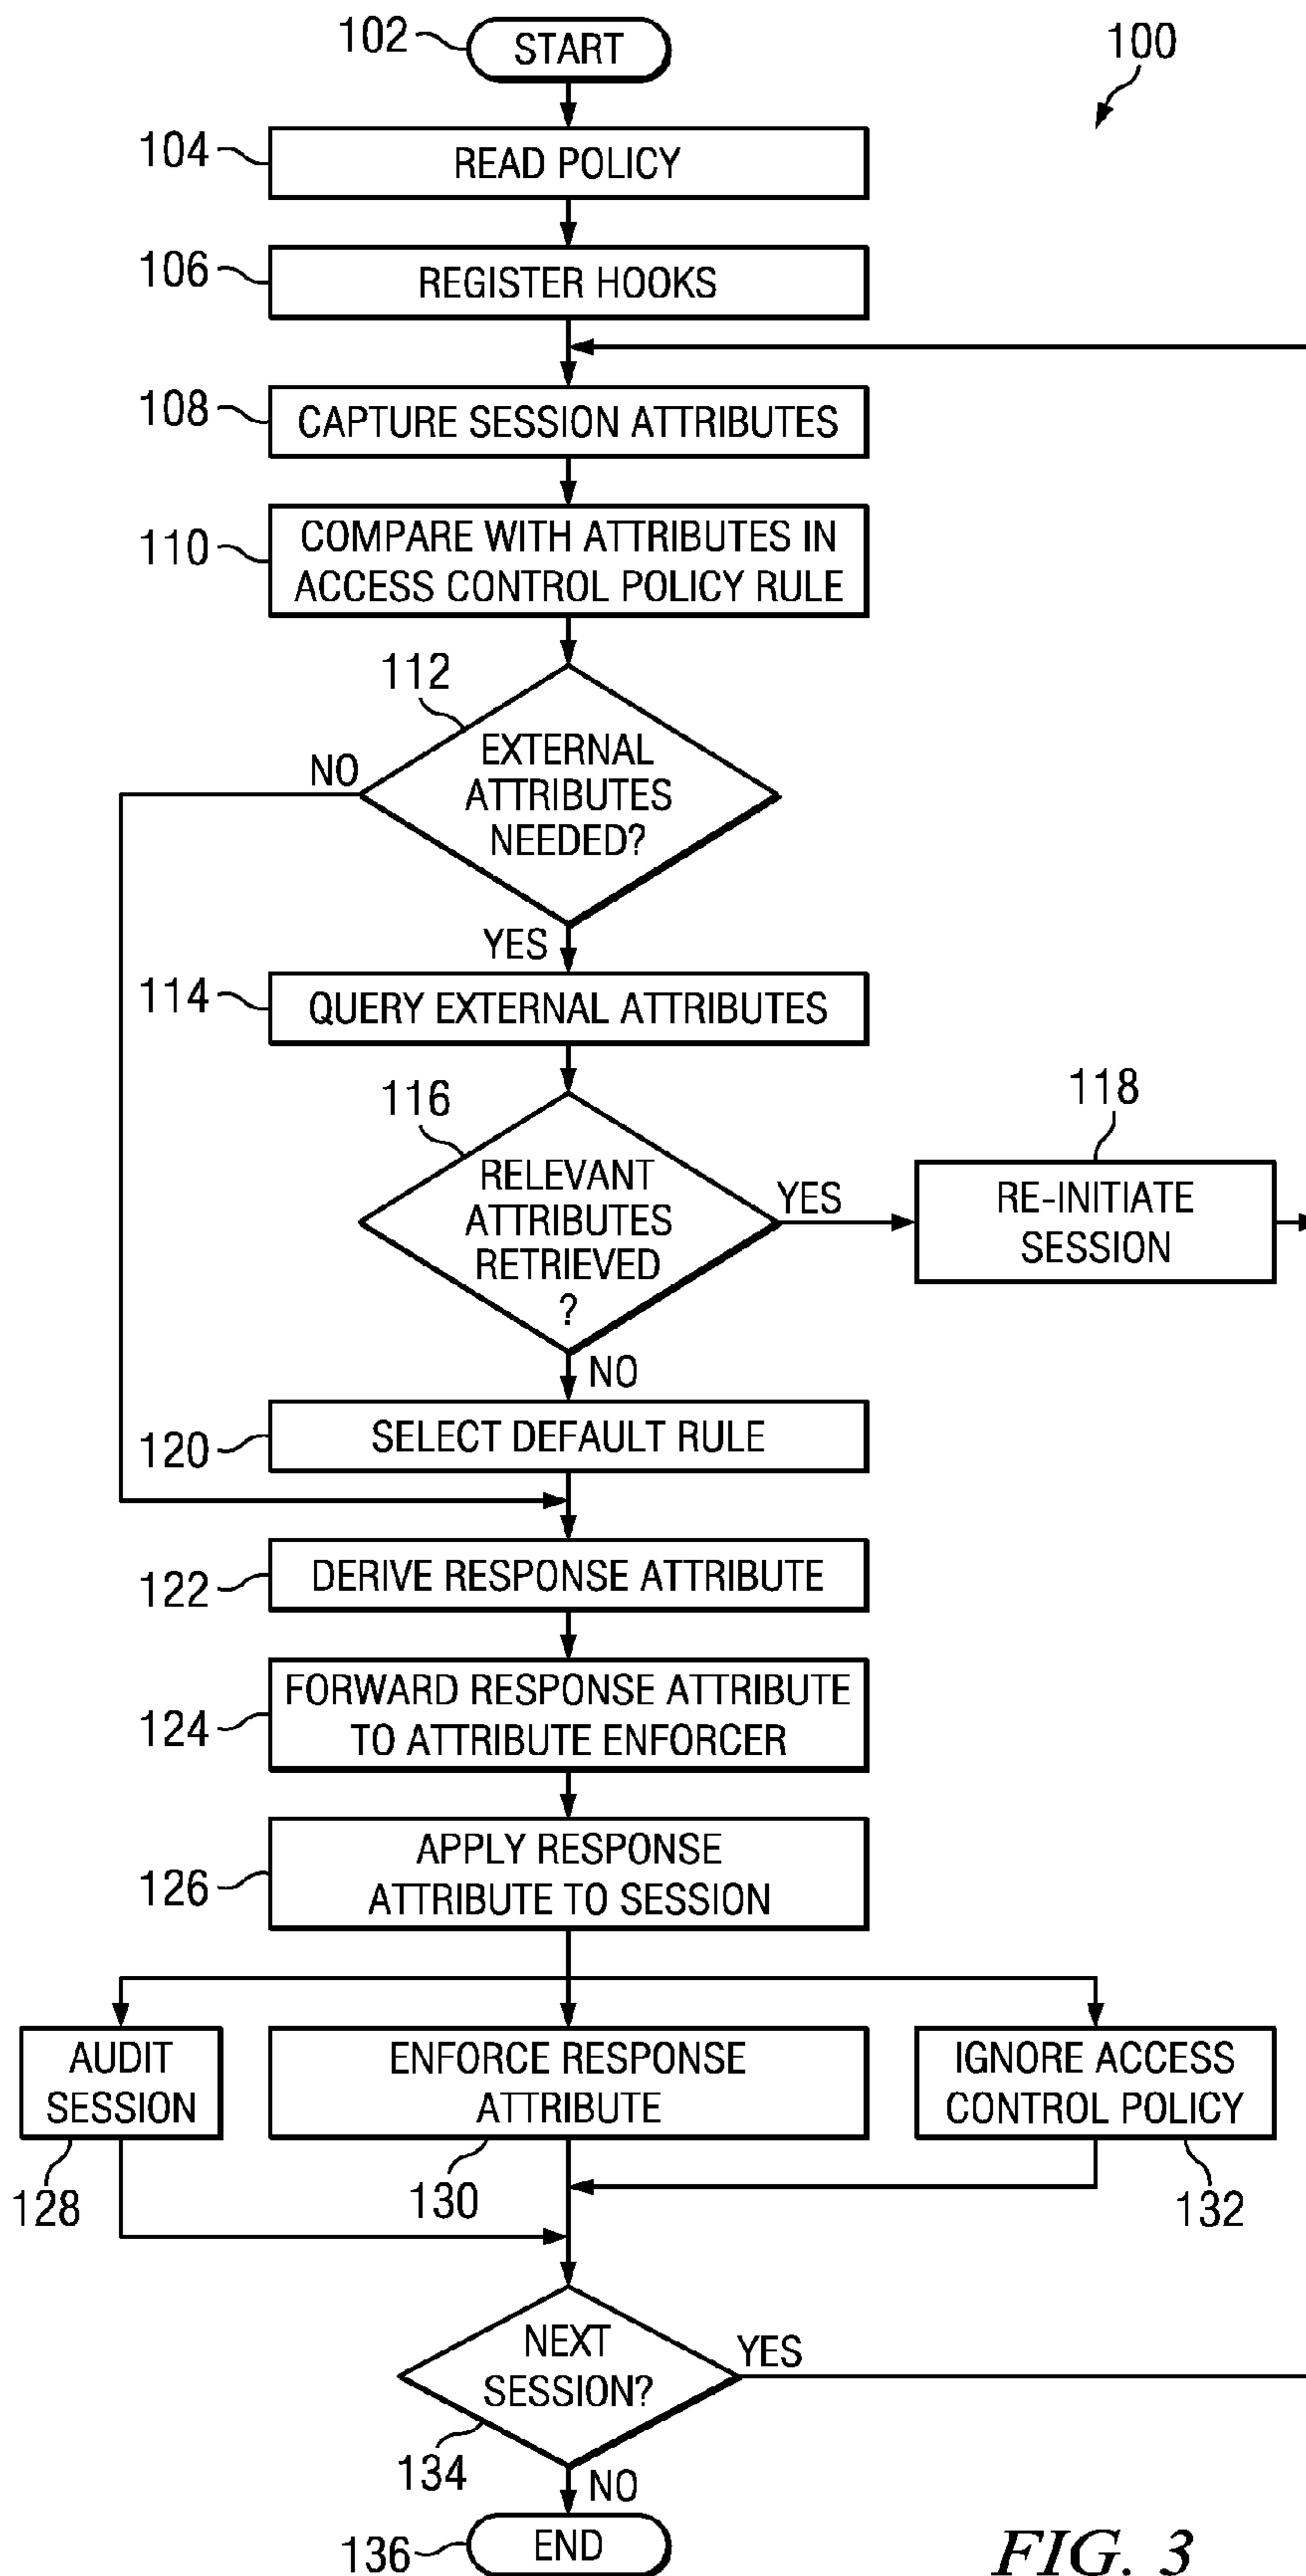 102
START
100
104
READ POLICY
106
REGISTER HOOKS
108
CAPTURE SESSION ATTRIBUTES
110
COMPARE WITH ATTRIBUTES IN
ACCESS CONTROL POLICY RULE
112
EXTERNAL
ATTRIBUTES
NEEDED?
NO
YES
114
QUERY EXTERNAL ATTRIBUTES
116
RELEVANT
ATTRIBUTES
RETRIEVED
?
YES
118
RE-INITIATE
SESSION
NO
120
SELECT DEFAULT RULE
122
DERIVE RESPONSE ATTRIBUTE
124
FORWARD RESPONSE ATTRIBUTE
TO ATTRIBUTE ENFORCER
126
APPLY RESPONSE
ATTRIBUTE TO SESSION
AUDIT
SESSION
128
ENFORCE RESPONSE
ATTRIBUTE
130
IGNORE ACCESS
CONTROL POLICY
132
NEXT
SESSION?
YES
134
NO
136
END
FIG. 3